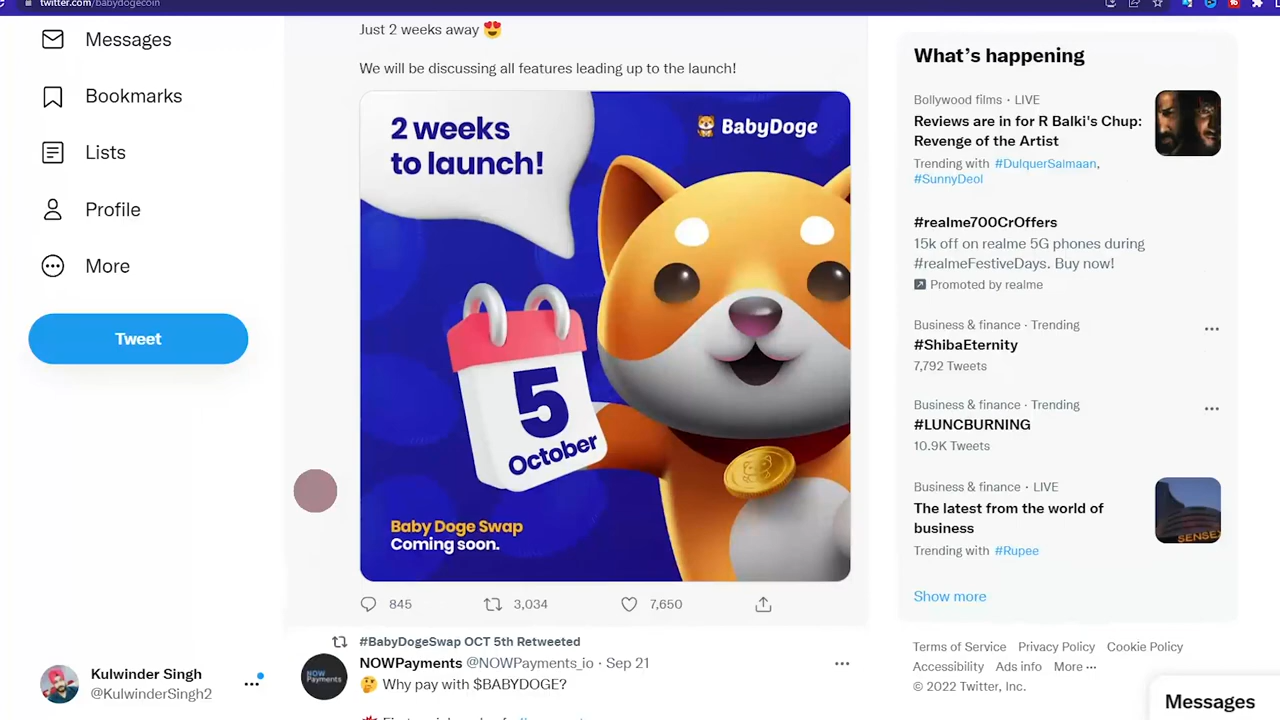 twitter.com/babydogecoin
Messages
Bookmarks
Lists
Profile
More
Tweet
Kulwinder Singh
@KulwinderSingh2
Just 2 weeks away 😍
We will be discussing all features leading up to the launch!
2 weeks
to launch!
BabyDoge
5
October
Baby Doge Swap
Coming soon.
845 3,034 7,650
#BabyDogeSwap OCT 5th Retweeted
NOW
Payments
NOWPayments @NOWPayments_io · Sep 21
🤔 Why pay with $BABYDOGE?
What's happening
Bollywood films · LIVE
Reviews are in for R Balki's Chup:
Revenge of the Artist
Trending with #DulquerSalmaan,
#SunnyDeol
#realme700CrOffers
15k off on realme 5G phones during
#realmeFestiveDays. Buy now!
Promoted by realme
Business & finance · Trending
#ShibaEternity
7,792 Tweets
Business & finance · Trending
#LUNCBURNING
10.9K Tweets
Business & finance · LIVE
The latest from the world of
business
Trending with #Rupee
SENSE
Show more
Terms of Service Privacy Policy Cookie Policy
Accessibility Ads info More ···
© 2022 Twitter, Inc.
Messages